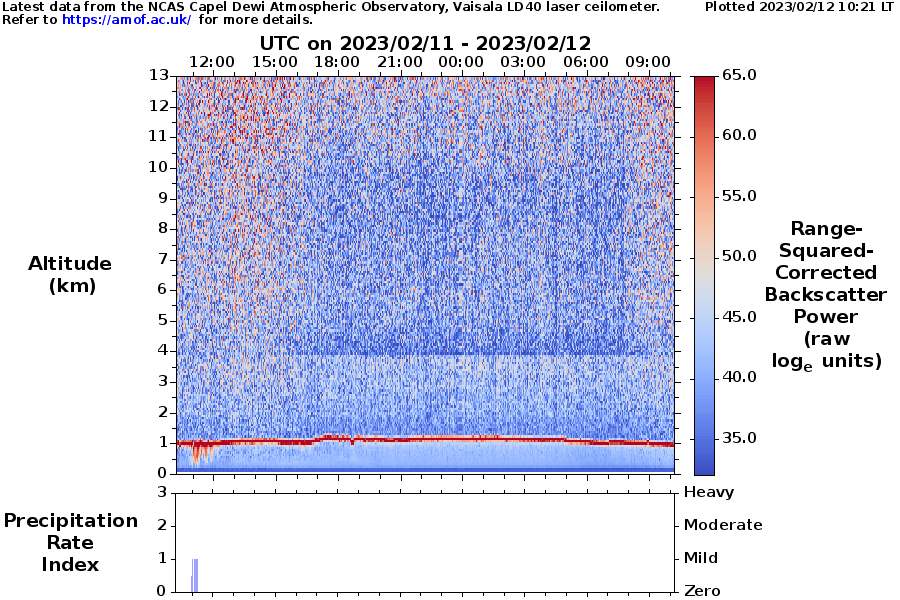 Latest data from the NCAS Capel Dewi Atmospheric Observatory, Vaisala LD40 laser ceilometer.
Plotted 2023/02/12 10:21 LT
Refer to https://amof.ac.uk/ for more details.
UTC on 2023/02/11 - 2023/02/12
12:00 15:00 18:00 21:00 00:00 03:00 06:00 09:00
13
12
11
10
9
8
7
6
5
4
3
2
1
0
Altitude
(km)
65.0
60.0
55.0
50.0
45.0
40.0
35.0
Range-
Squared-
Corrected
Backscatter
Power
(raw
logₑ units)
3
2
1
0
Precipitation
Rate
Index
Heavy
Moderate
Mild
Zero